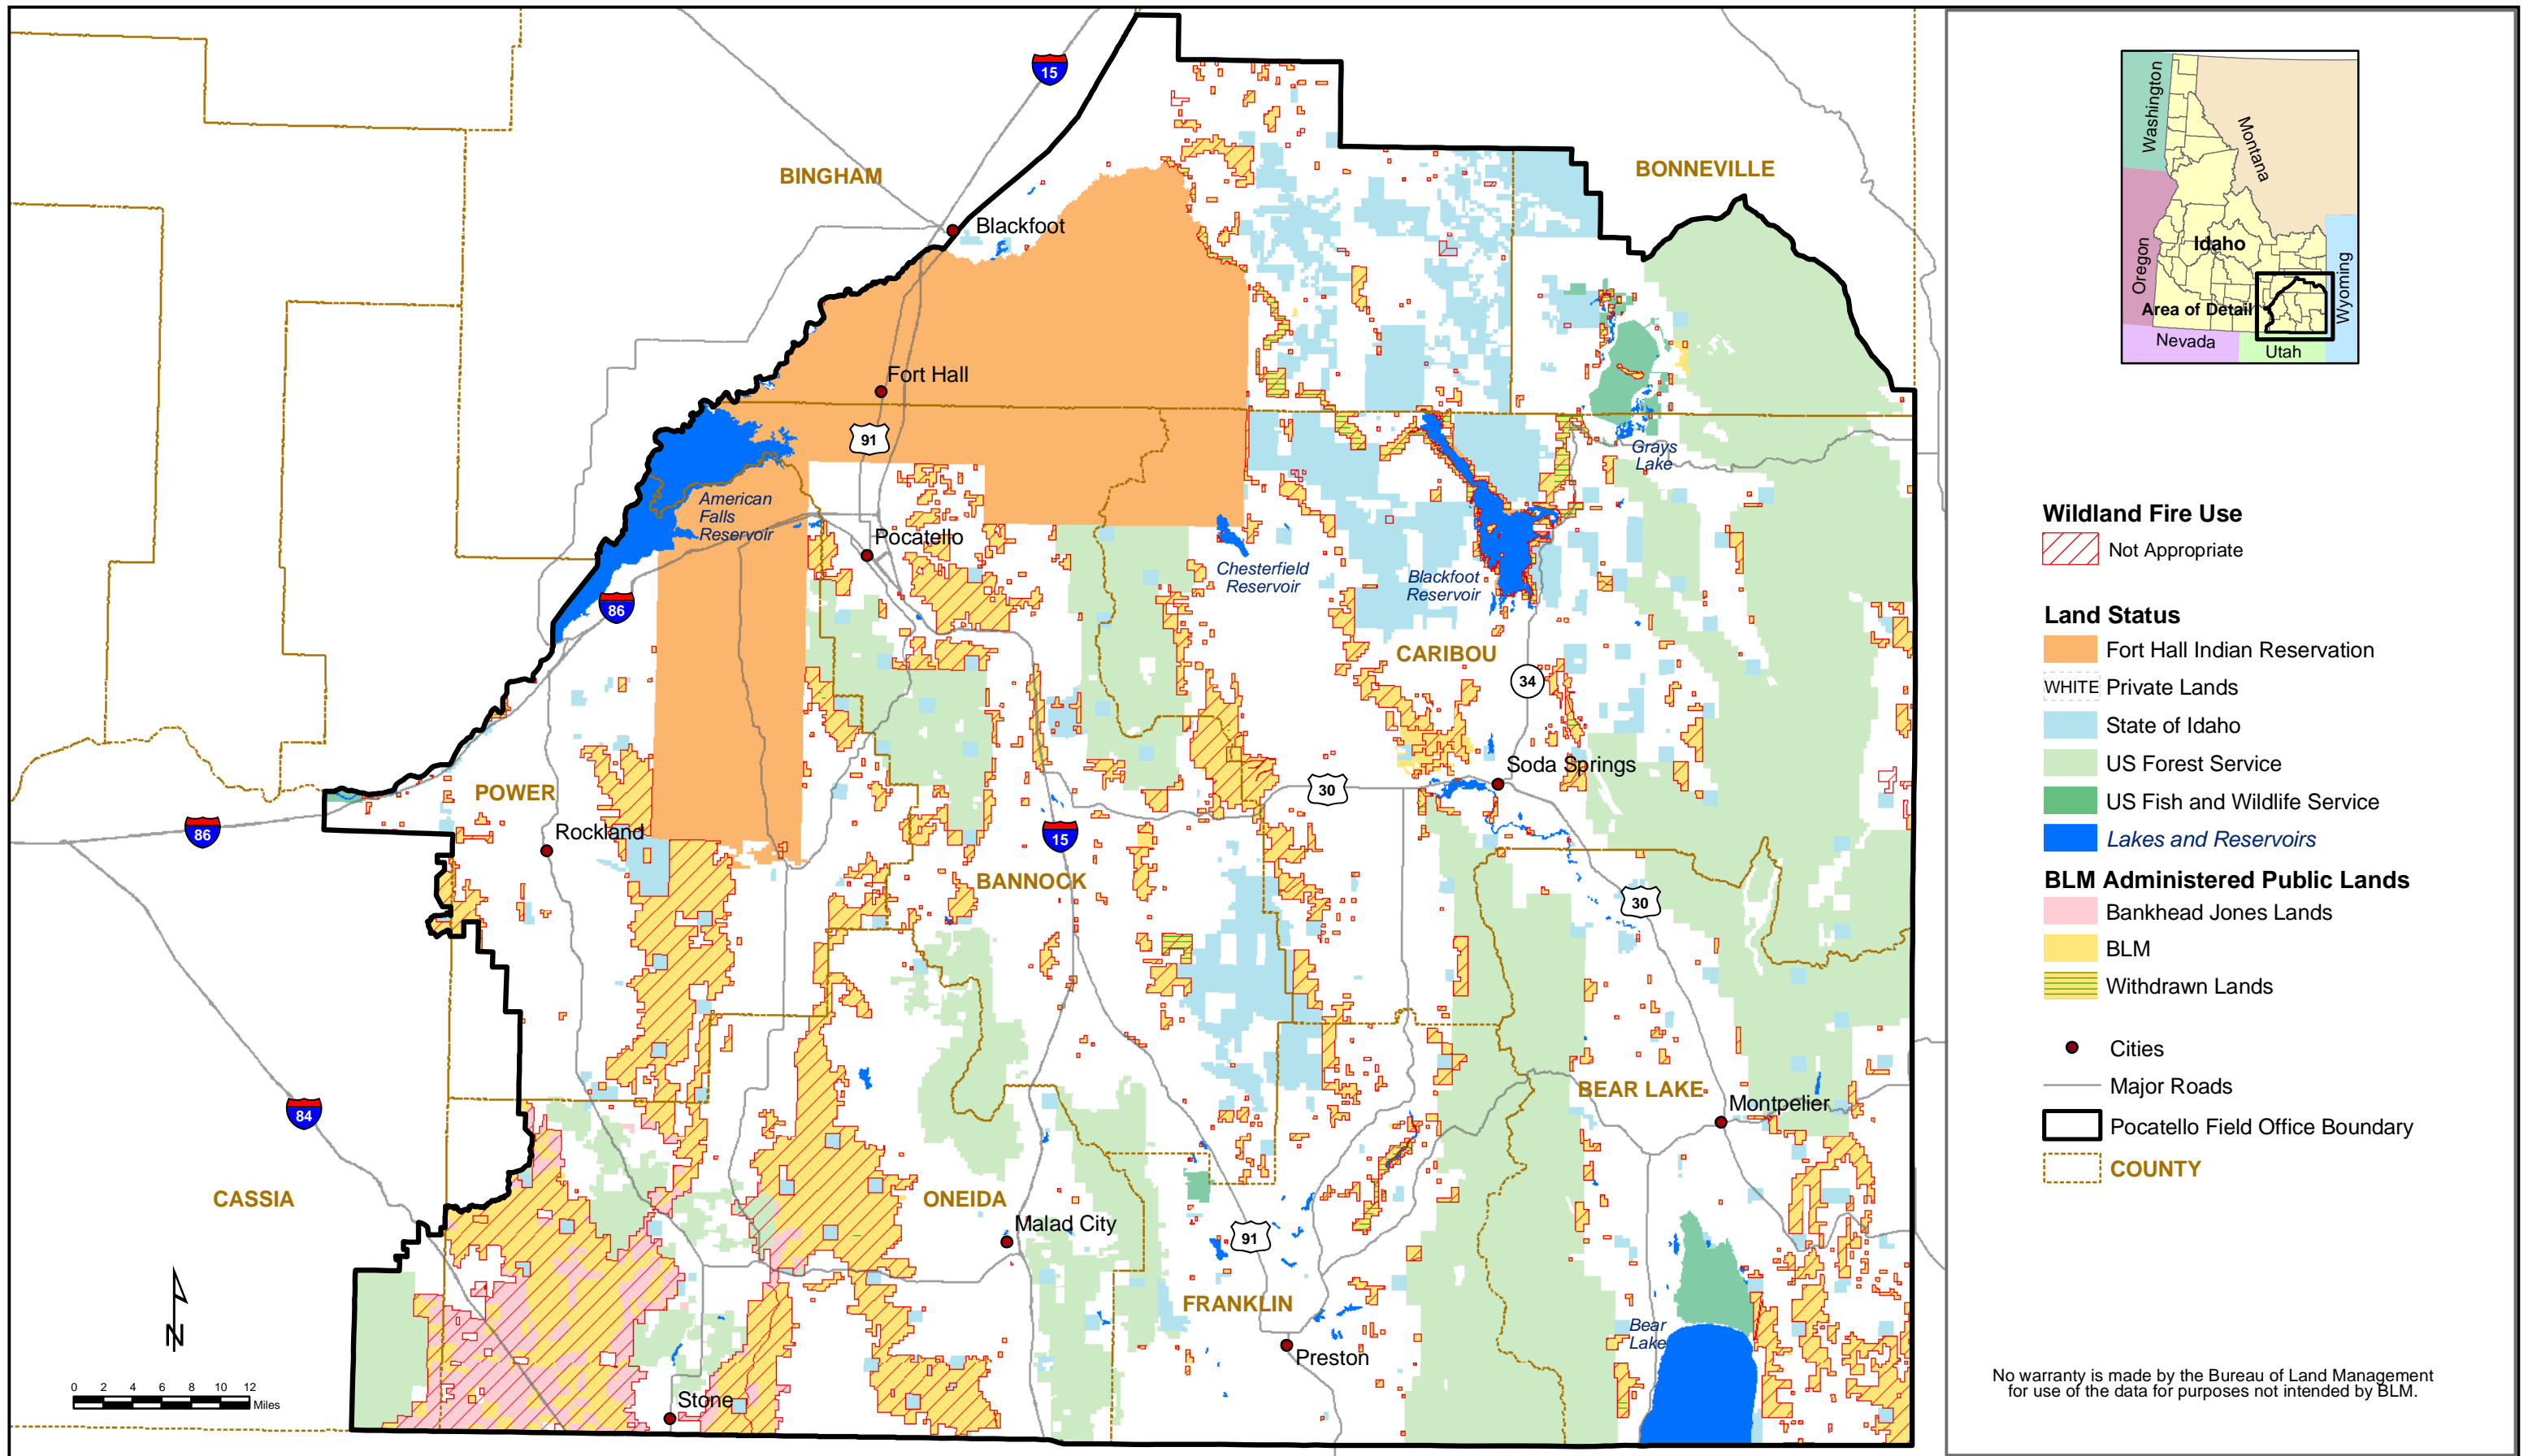 15
BINGHAM
BONNEVILLE
Blackfoot
Fort Hall
91
Grays
Lake
American
Falls
Reservoir
Pocatello
Chesterfield
Reservoir
Blackfoot
Reservoir
86
CARIBOU
34
Soda Springs
30
POWER
86
Rockland
15
BANNOCK
30
84
BEAR LAKE
Montpelier
CASSIA
ONEIDA
Malad City
91
FRANKLIN
Bear
Lake
Preston
Stone
N
0 2 4 6 8 10 12
Miles
Washington
Montana
Oregon
Idaho
Wyoming
Area of Detail
Nevada
Utah
Wildland Fire Use
Not Appropriate
Land Status
Fort Hall Indian Reservation
WHITE Private Lands
State of Idaho
US Forest Service
US Fish and Wildlife Service
Lakes and Reservoirs
BLM Administered Public Lands
Bankhead Jones Lands
BLM
Withdrawn Lands
Cities
Major Roads
Pocatello Field Office Boundary
COUNTY
No warranty is made by the Bureau of Land Management
for use of the data for purposes not intended by BLM.